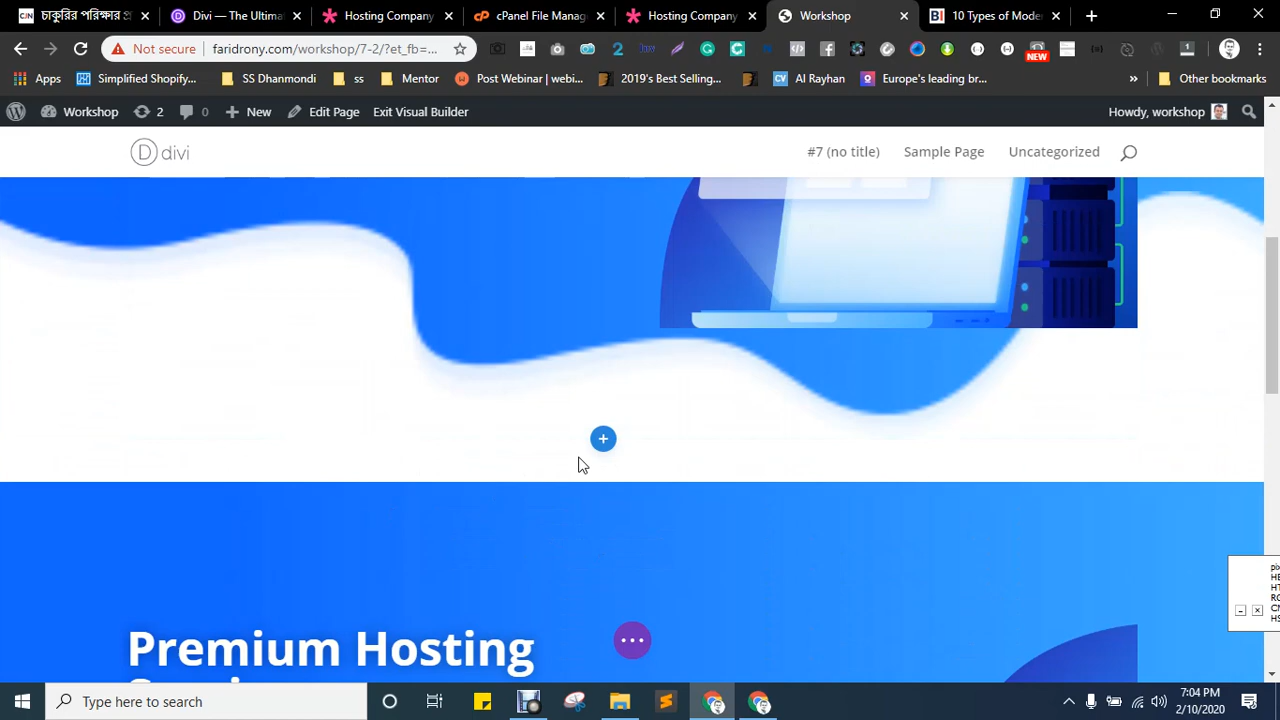 চাকুরির পরিক্ষার প্র
Divi — The Ultima
Hosting Company
cPanel File Manag
Hosting Company
Workshop
10 Types of Mode
Not secure
faridrony.com/workshop/7-2/?et_fb=...
NEW
Apps
Simplified Shopify...
SS Dhanmondi
ss
Mentor
Post Webinar | webi...
2019's Best Selling...
Al Rayhan
Europe's leading br...
»
Other bookmarks
Workshop
2
0
New
Edit Page
Exit Visual Builder
Howdy, workshop
divi
#7 (no title)
Sample Page
Uncategorized
Premium Hosting
Type here to search
7:04 PM
2/10/2020